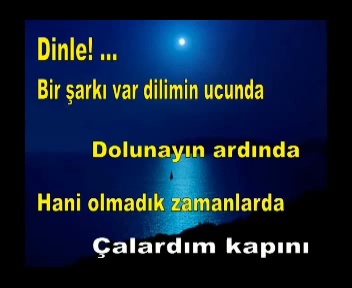 Dinle! ...
Bir şarkı var dilimin ucunda
Dolunayın ardında
Hani olmadık zamanlarda
Çalardım kapını